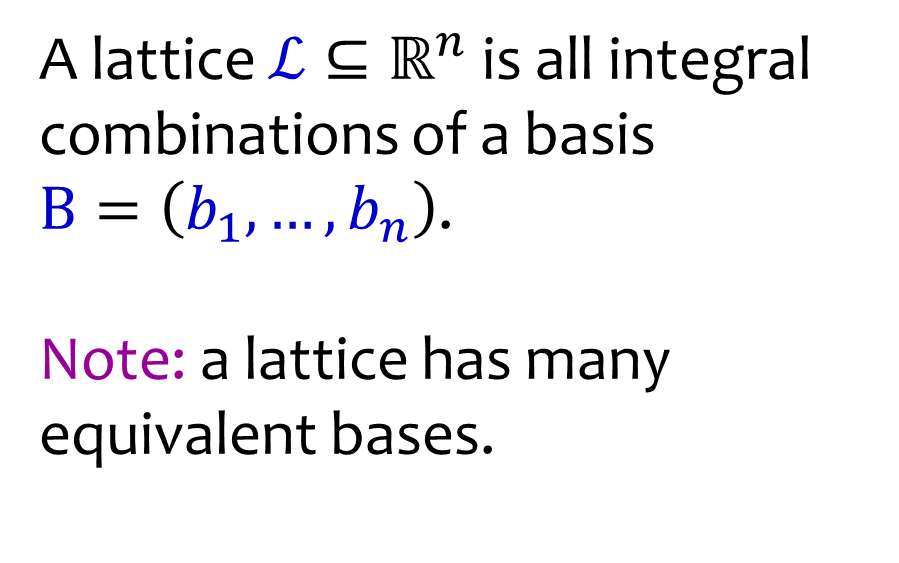 A lattice ℒ ⊆ ℝⁿ is all integral
combinations of a basis
B = (b₁, … , bₙ).
Note: a lattice has many
equivalent bases.